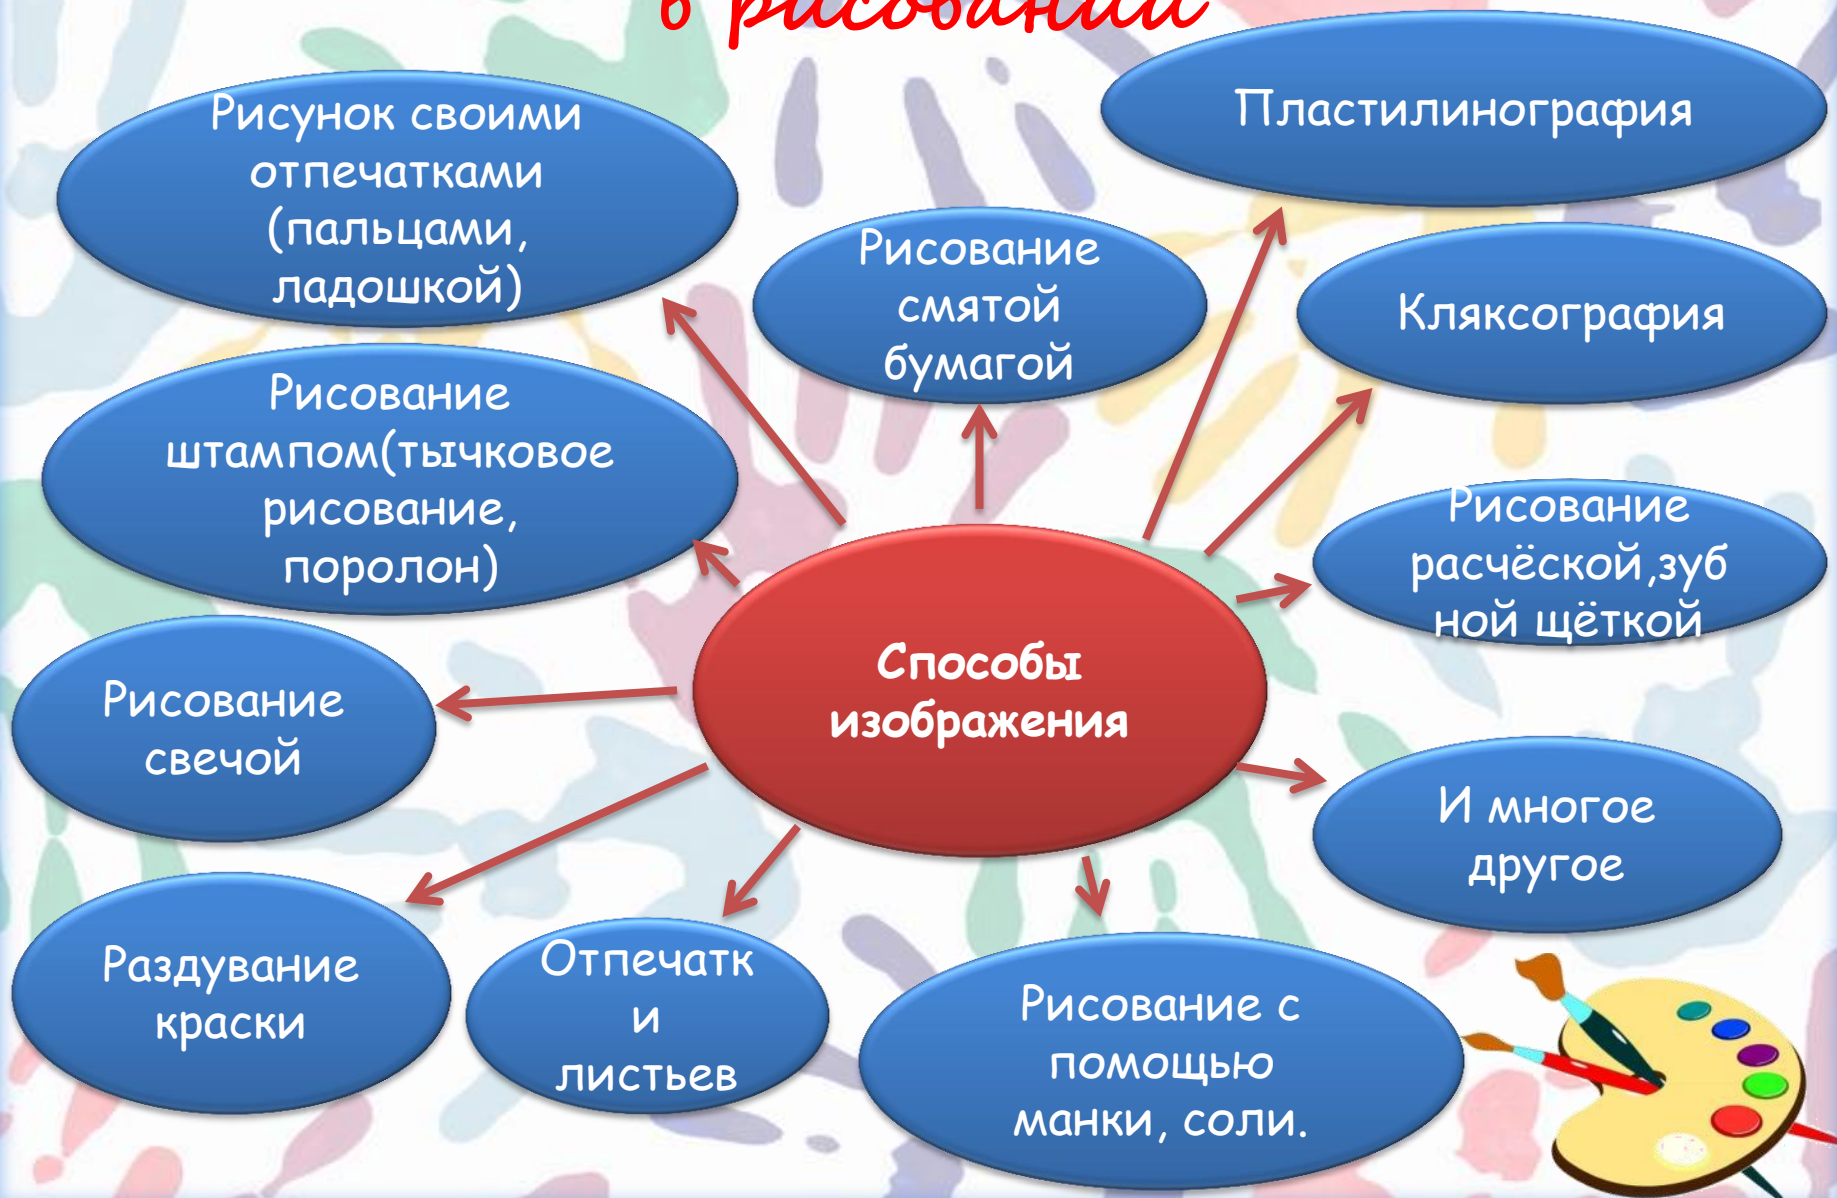 в рисовании
Рисунок своими
отпечатками
(пальцами,
ладошкой)
Пластилинография
Рисование
смятой
бумагой
Кляксография
Рисование
штампом(тычковое
рисование,
поролон)
Рисование
расчёской,зуб
ной щёткой
Способы
изображения
Рисование
свечой
И многое
другое
Раздувание
краски
Отпечатк
и
листьев
Рисование с
помощью
манки, соли.